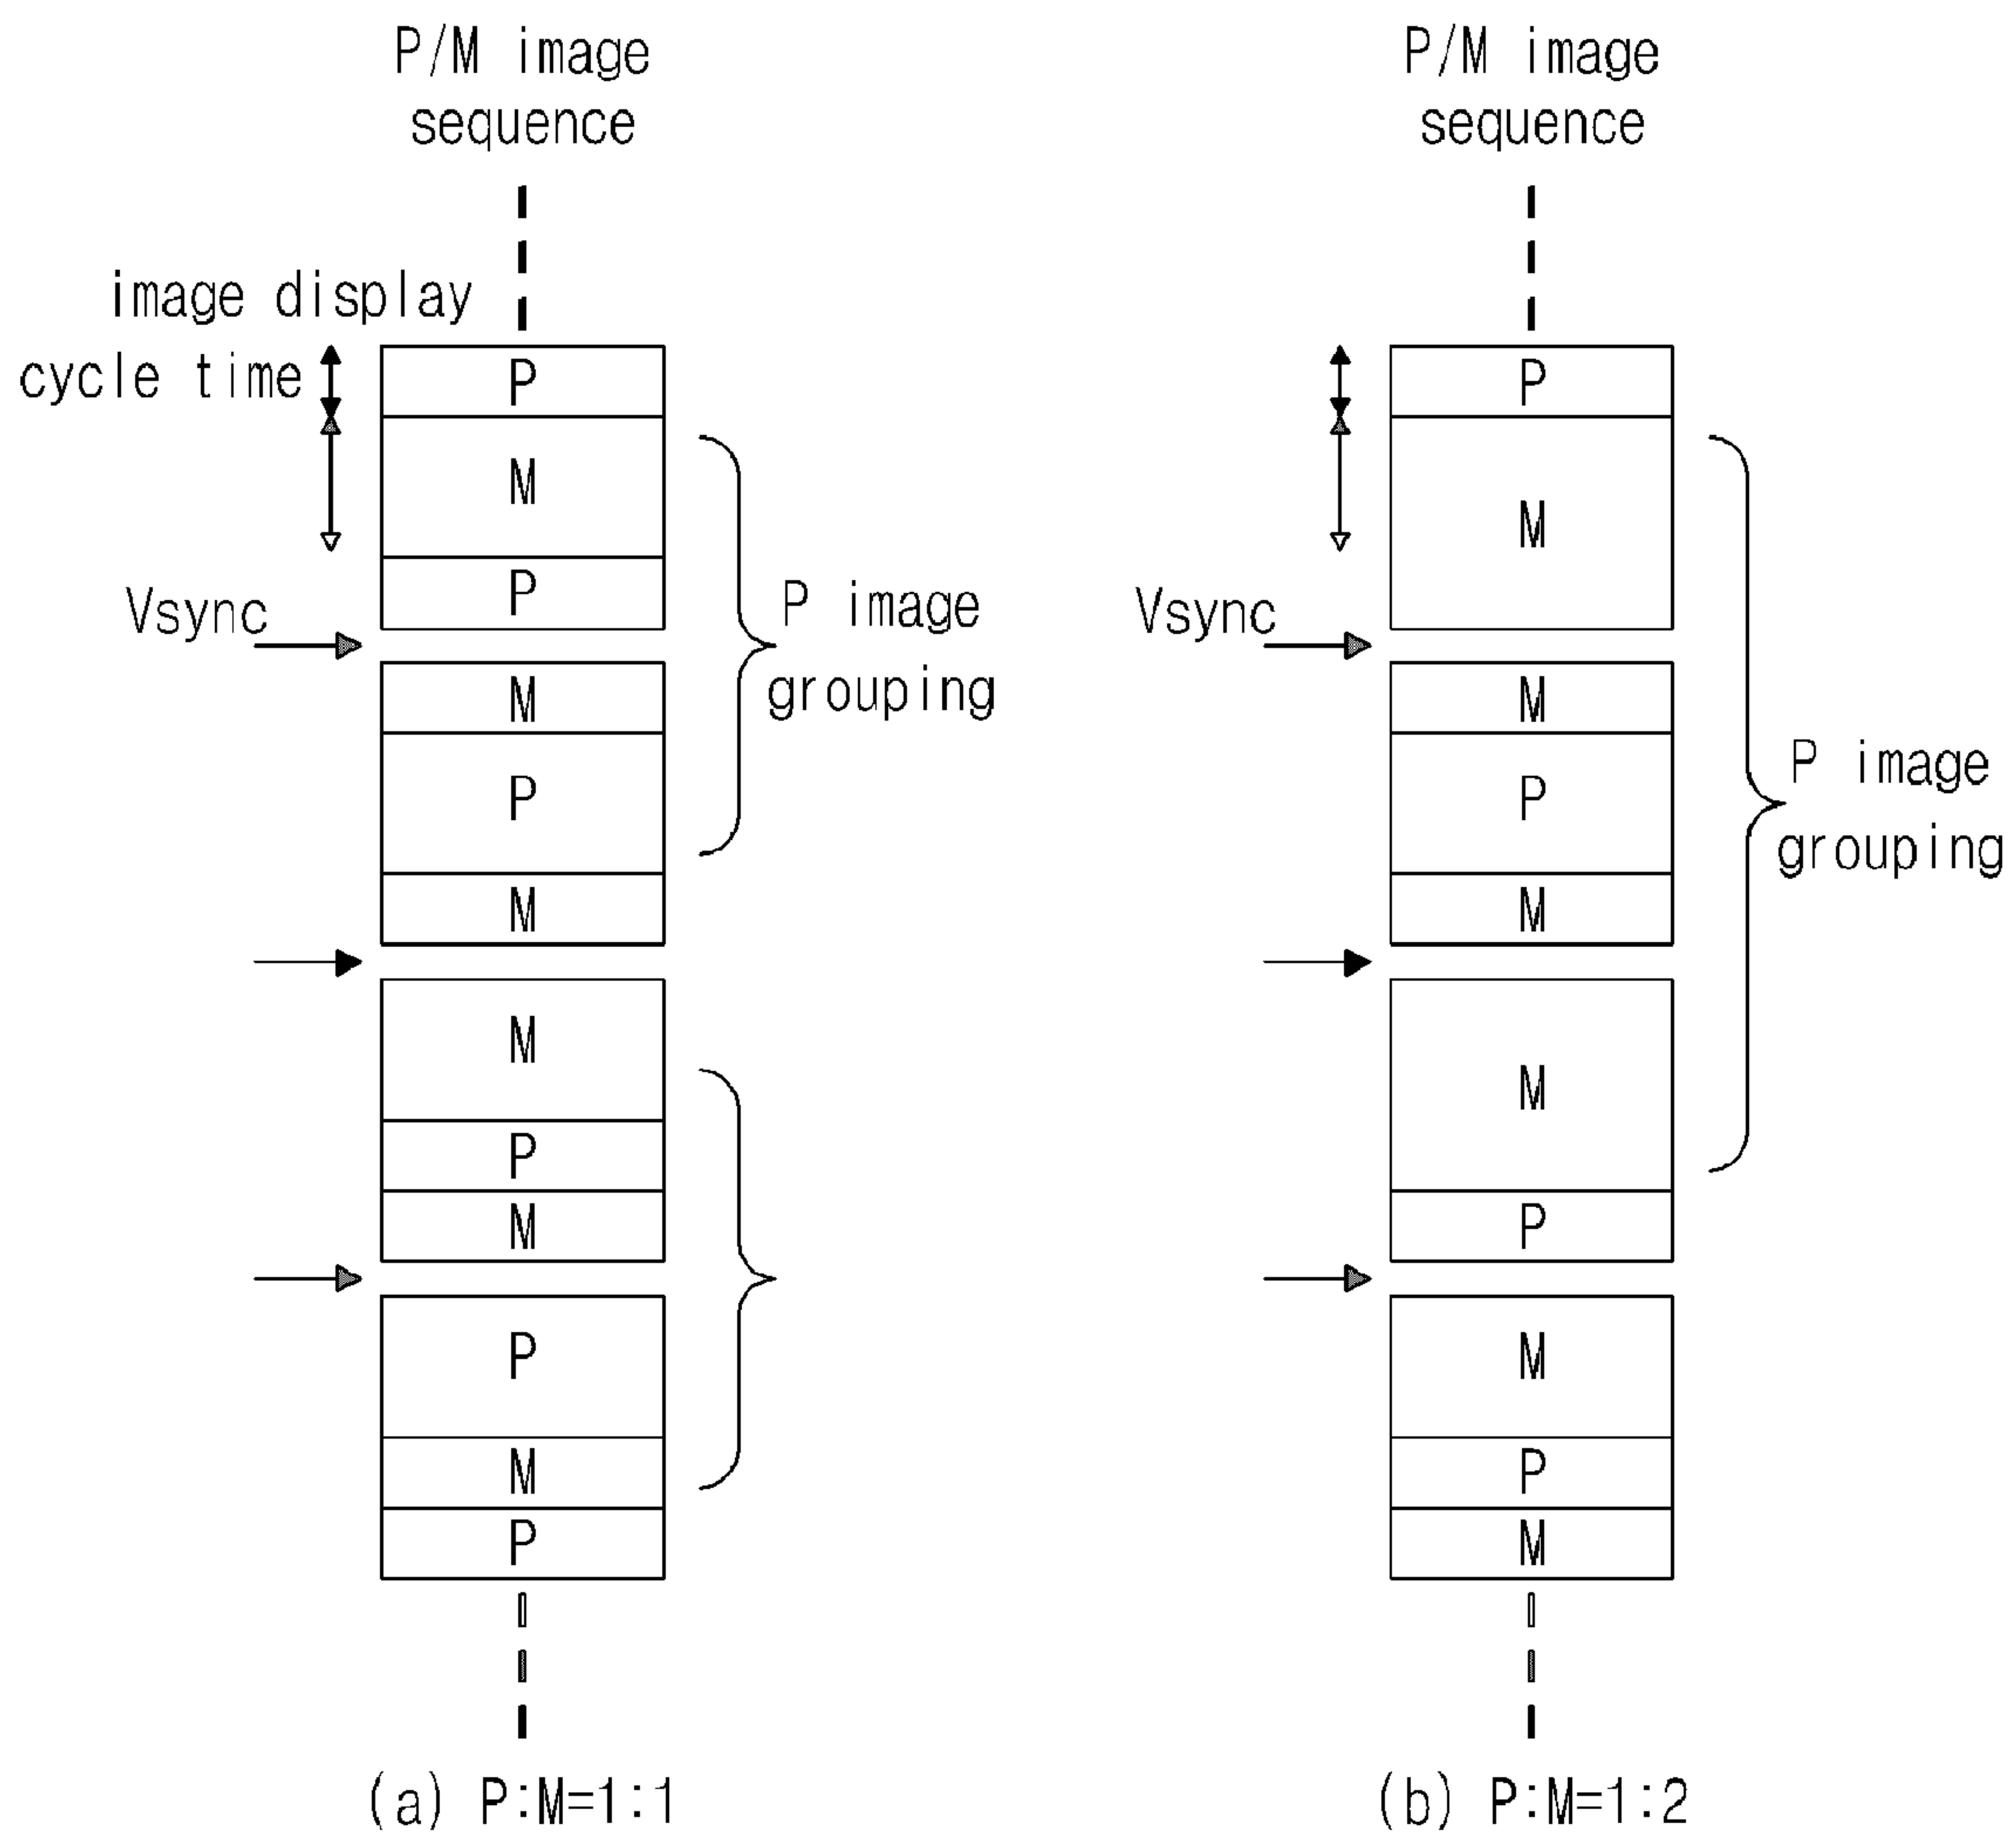 P/M image
sequence
image display
cycle time
P
M
P
Vsync
M
P
M
P image
grouping
M
P
M
P
M
P
(a) P:M=1:1
P/M image
sequence
P
M
Vsync
M
P
M
P image
grouping
M
P
M
P
M
(b) P:M=1:2